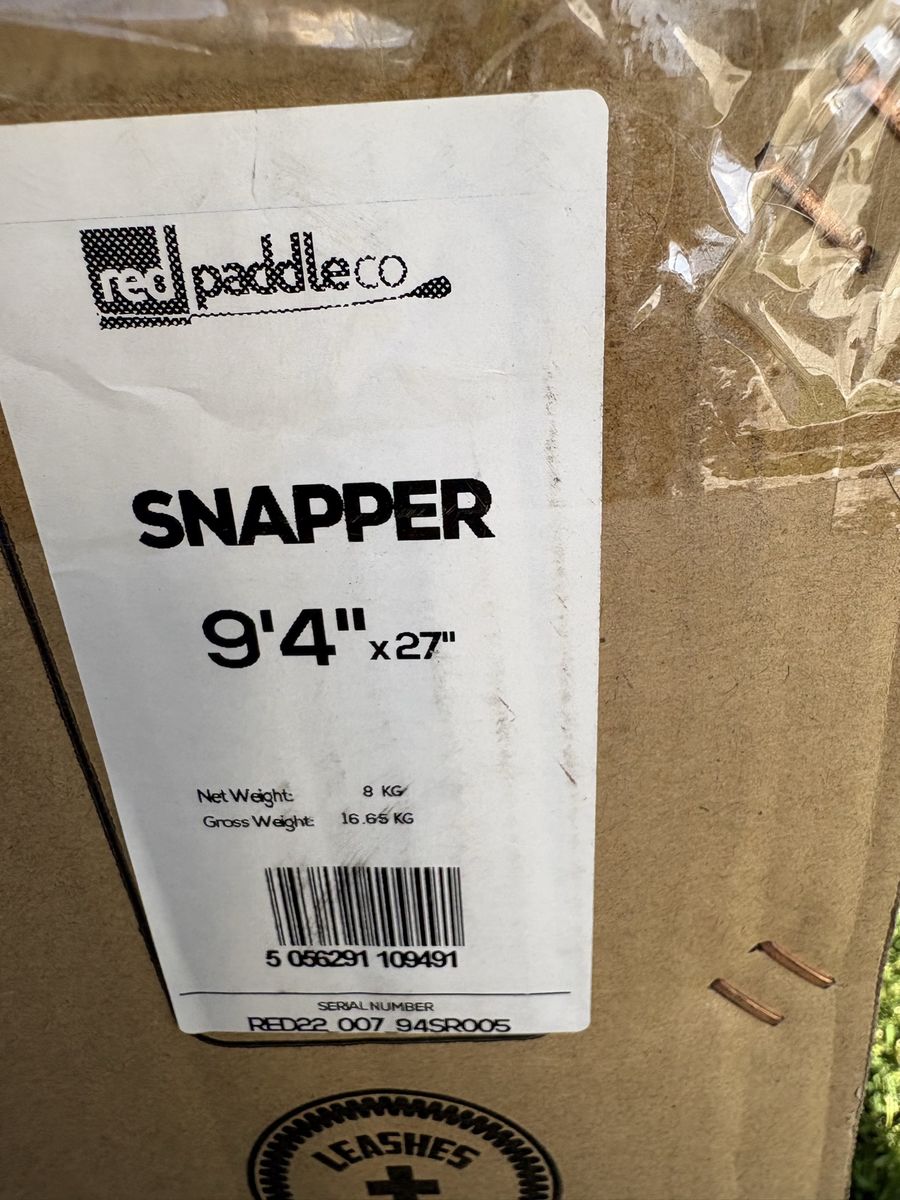 red paddle co
SNAPPER
9'4" x 27"
Net Weight: 8 KG
Gross Weight: 16.65 KG
5 056291 109491
SERIAL NUMBER
RED22 007 94SR005
LEASHES